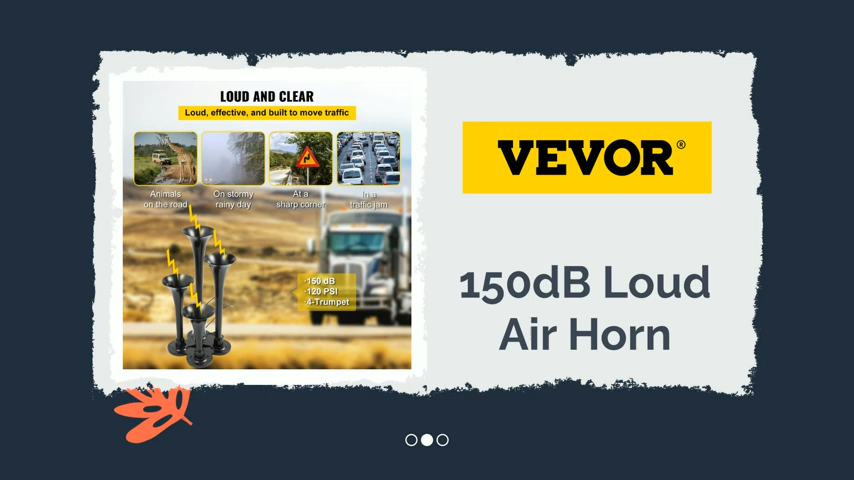 LOUD AND CLEAR
Loud, effective, and built to move traffic
Animals
on the road
On stormy
rainy day
At a
sharp corner
In a
traffic jam
·150 dB
·120 PSI
·4-Trumpet
VEVOR®
150dB Loud
Air Horn